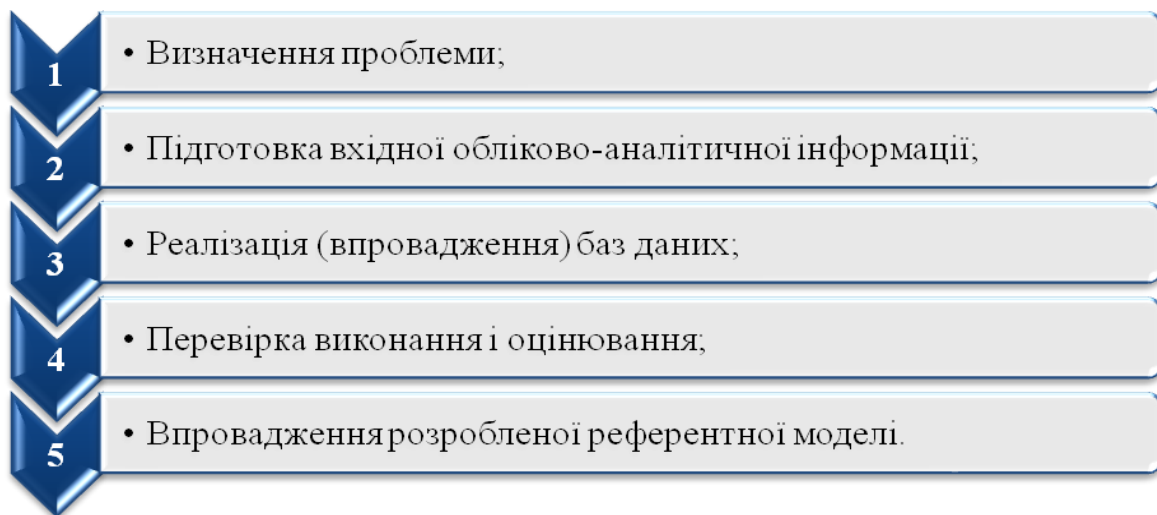 1 • Визначення проблеми;
2 • Підготовка вхідної обліково-аналітичної інформації;
3 • Реалізація (впровадження) баз даних;
4 • Перевірка виконання і оцінювання;
5 • Впровадження розробленої референтної моделі.